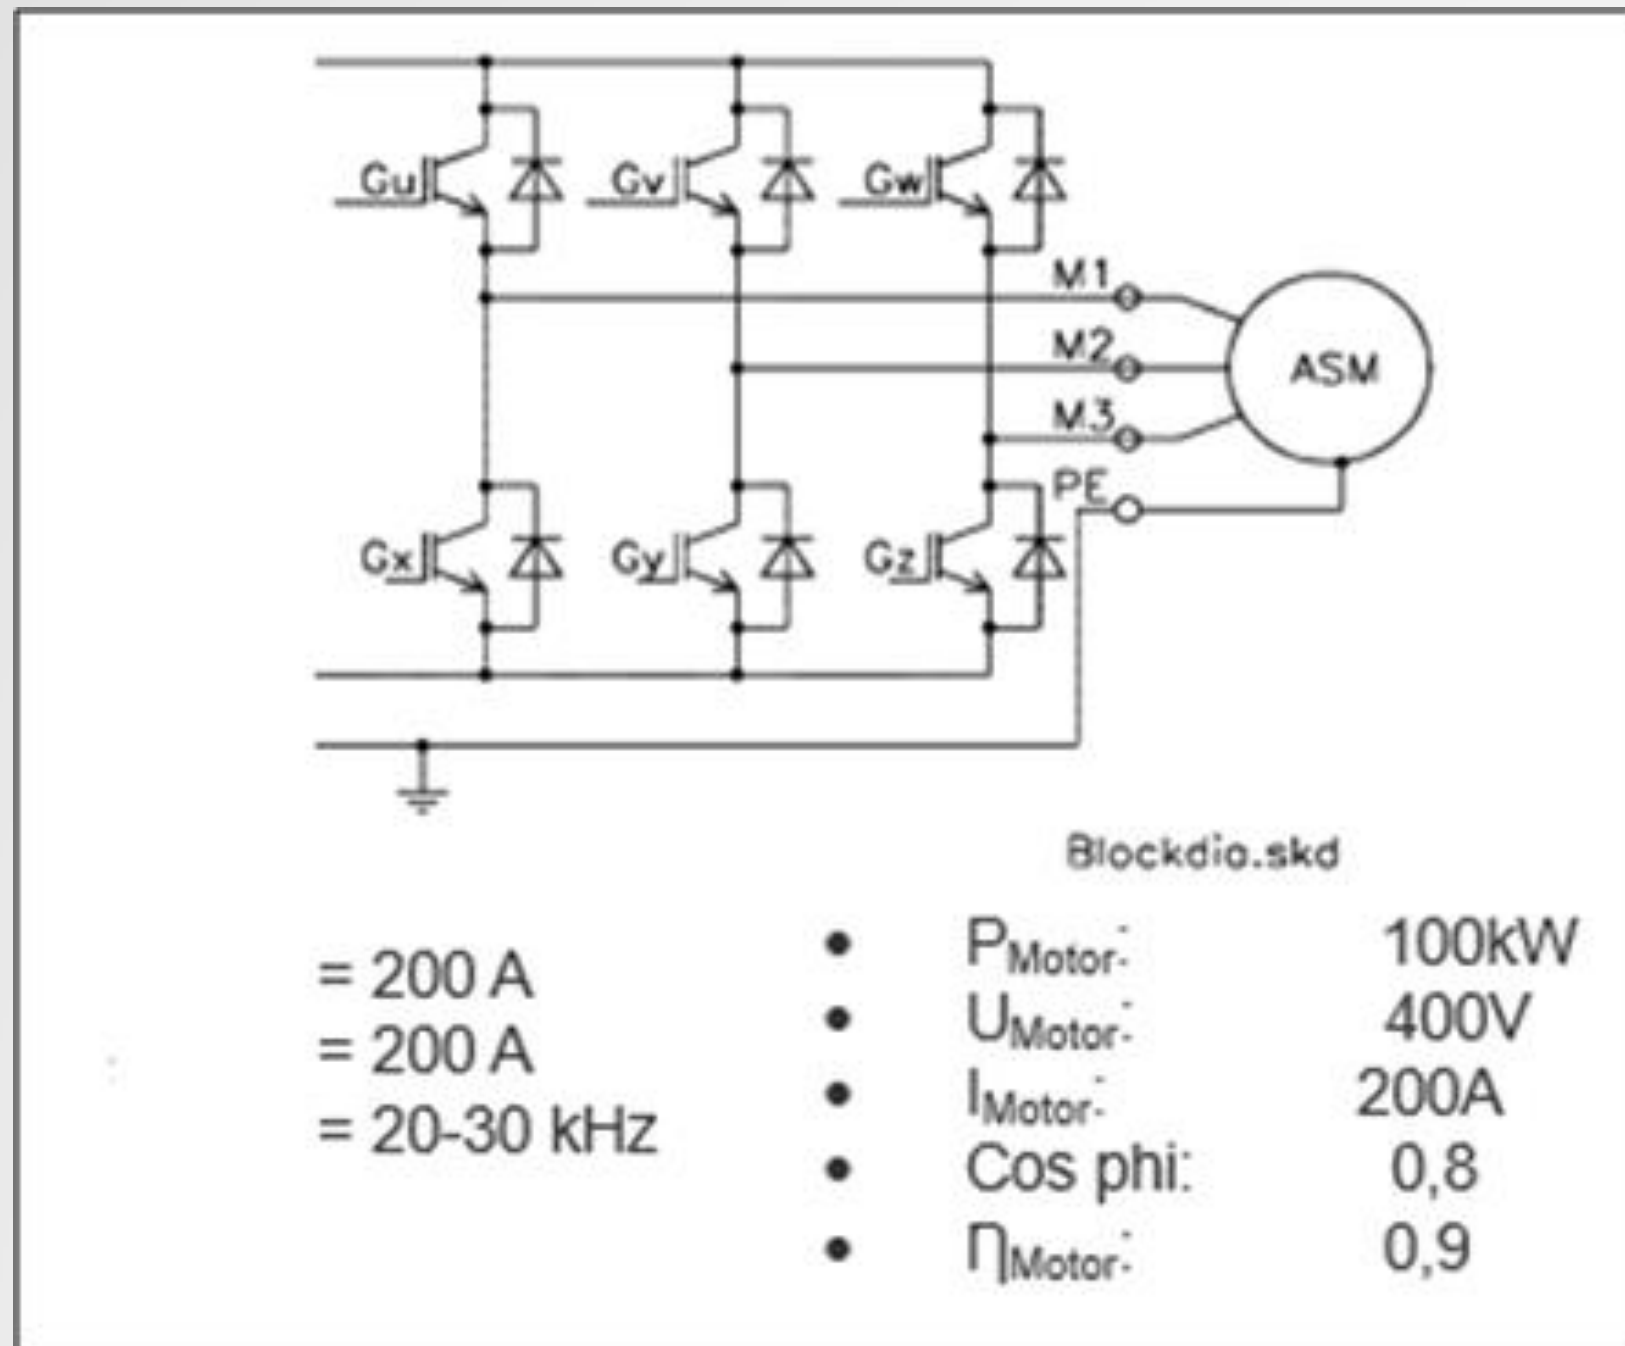 Gu
Gv
Gw
M1
M2
M3
PE
ASM
Gx
Gy
Gz
Blockdia.skd
= 200 A
= 200 A
= 20-30 kHz
• PMotor: 100kW
• UMotor: 400V
• IMotor: 200A
• Cos phi: 0,8
• ηMotor: 0,9